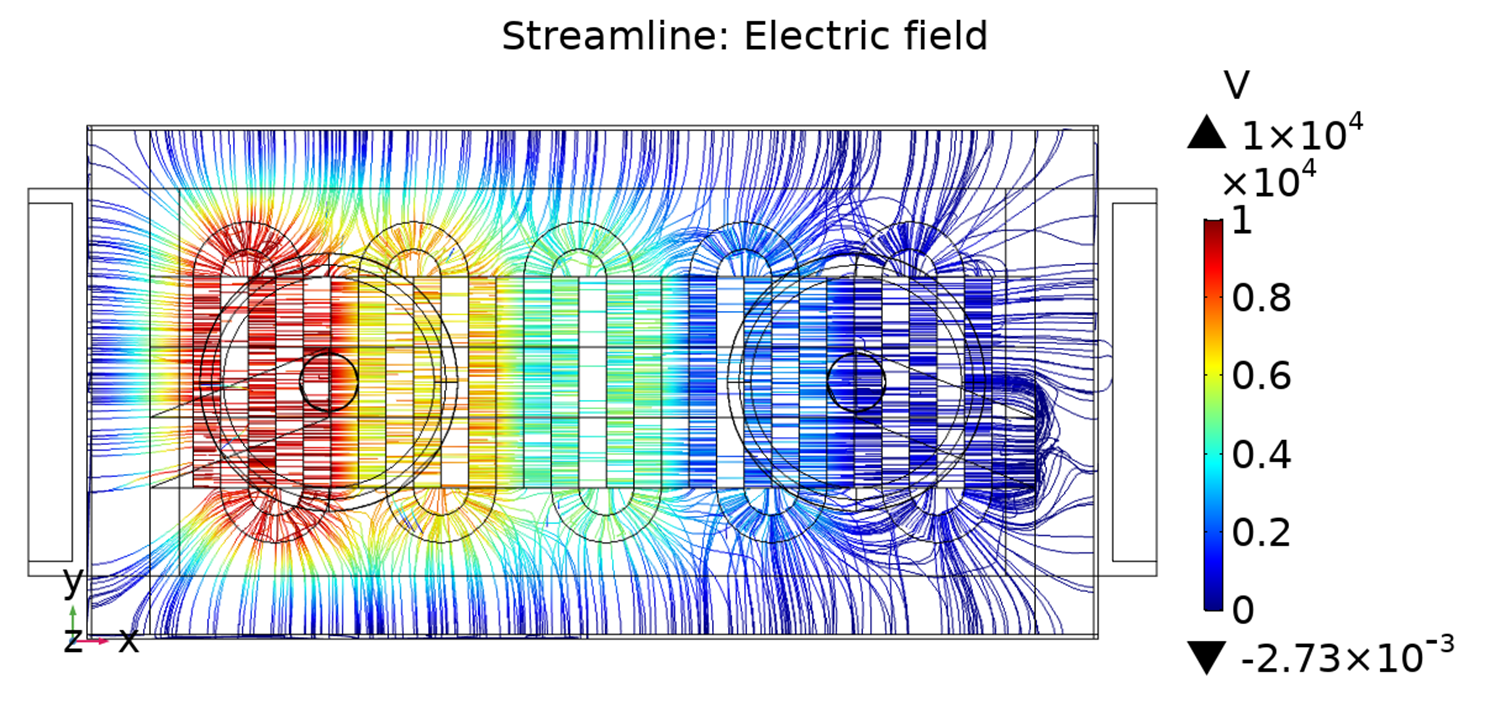 Streamline: Electric field
V
1×10⁴
×10⁴
1
0.8
0.6
0.4
0.2
0
-2.73×10⁻³
y
z x